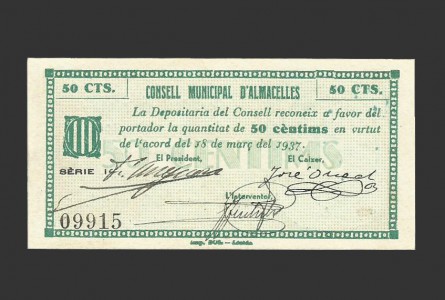 50 CTS. CONSELL MUNICIPAL D'ALMACELLES 50 CTS.
La Depositaria del Consell reconeix a favor del
portador la quantitat de 50 cèntims en virtut
de l'acord del 18 de març del 1937.
El President, El Caixer,
SÈRIE
L'Interventor,
09915